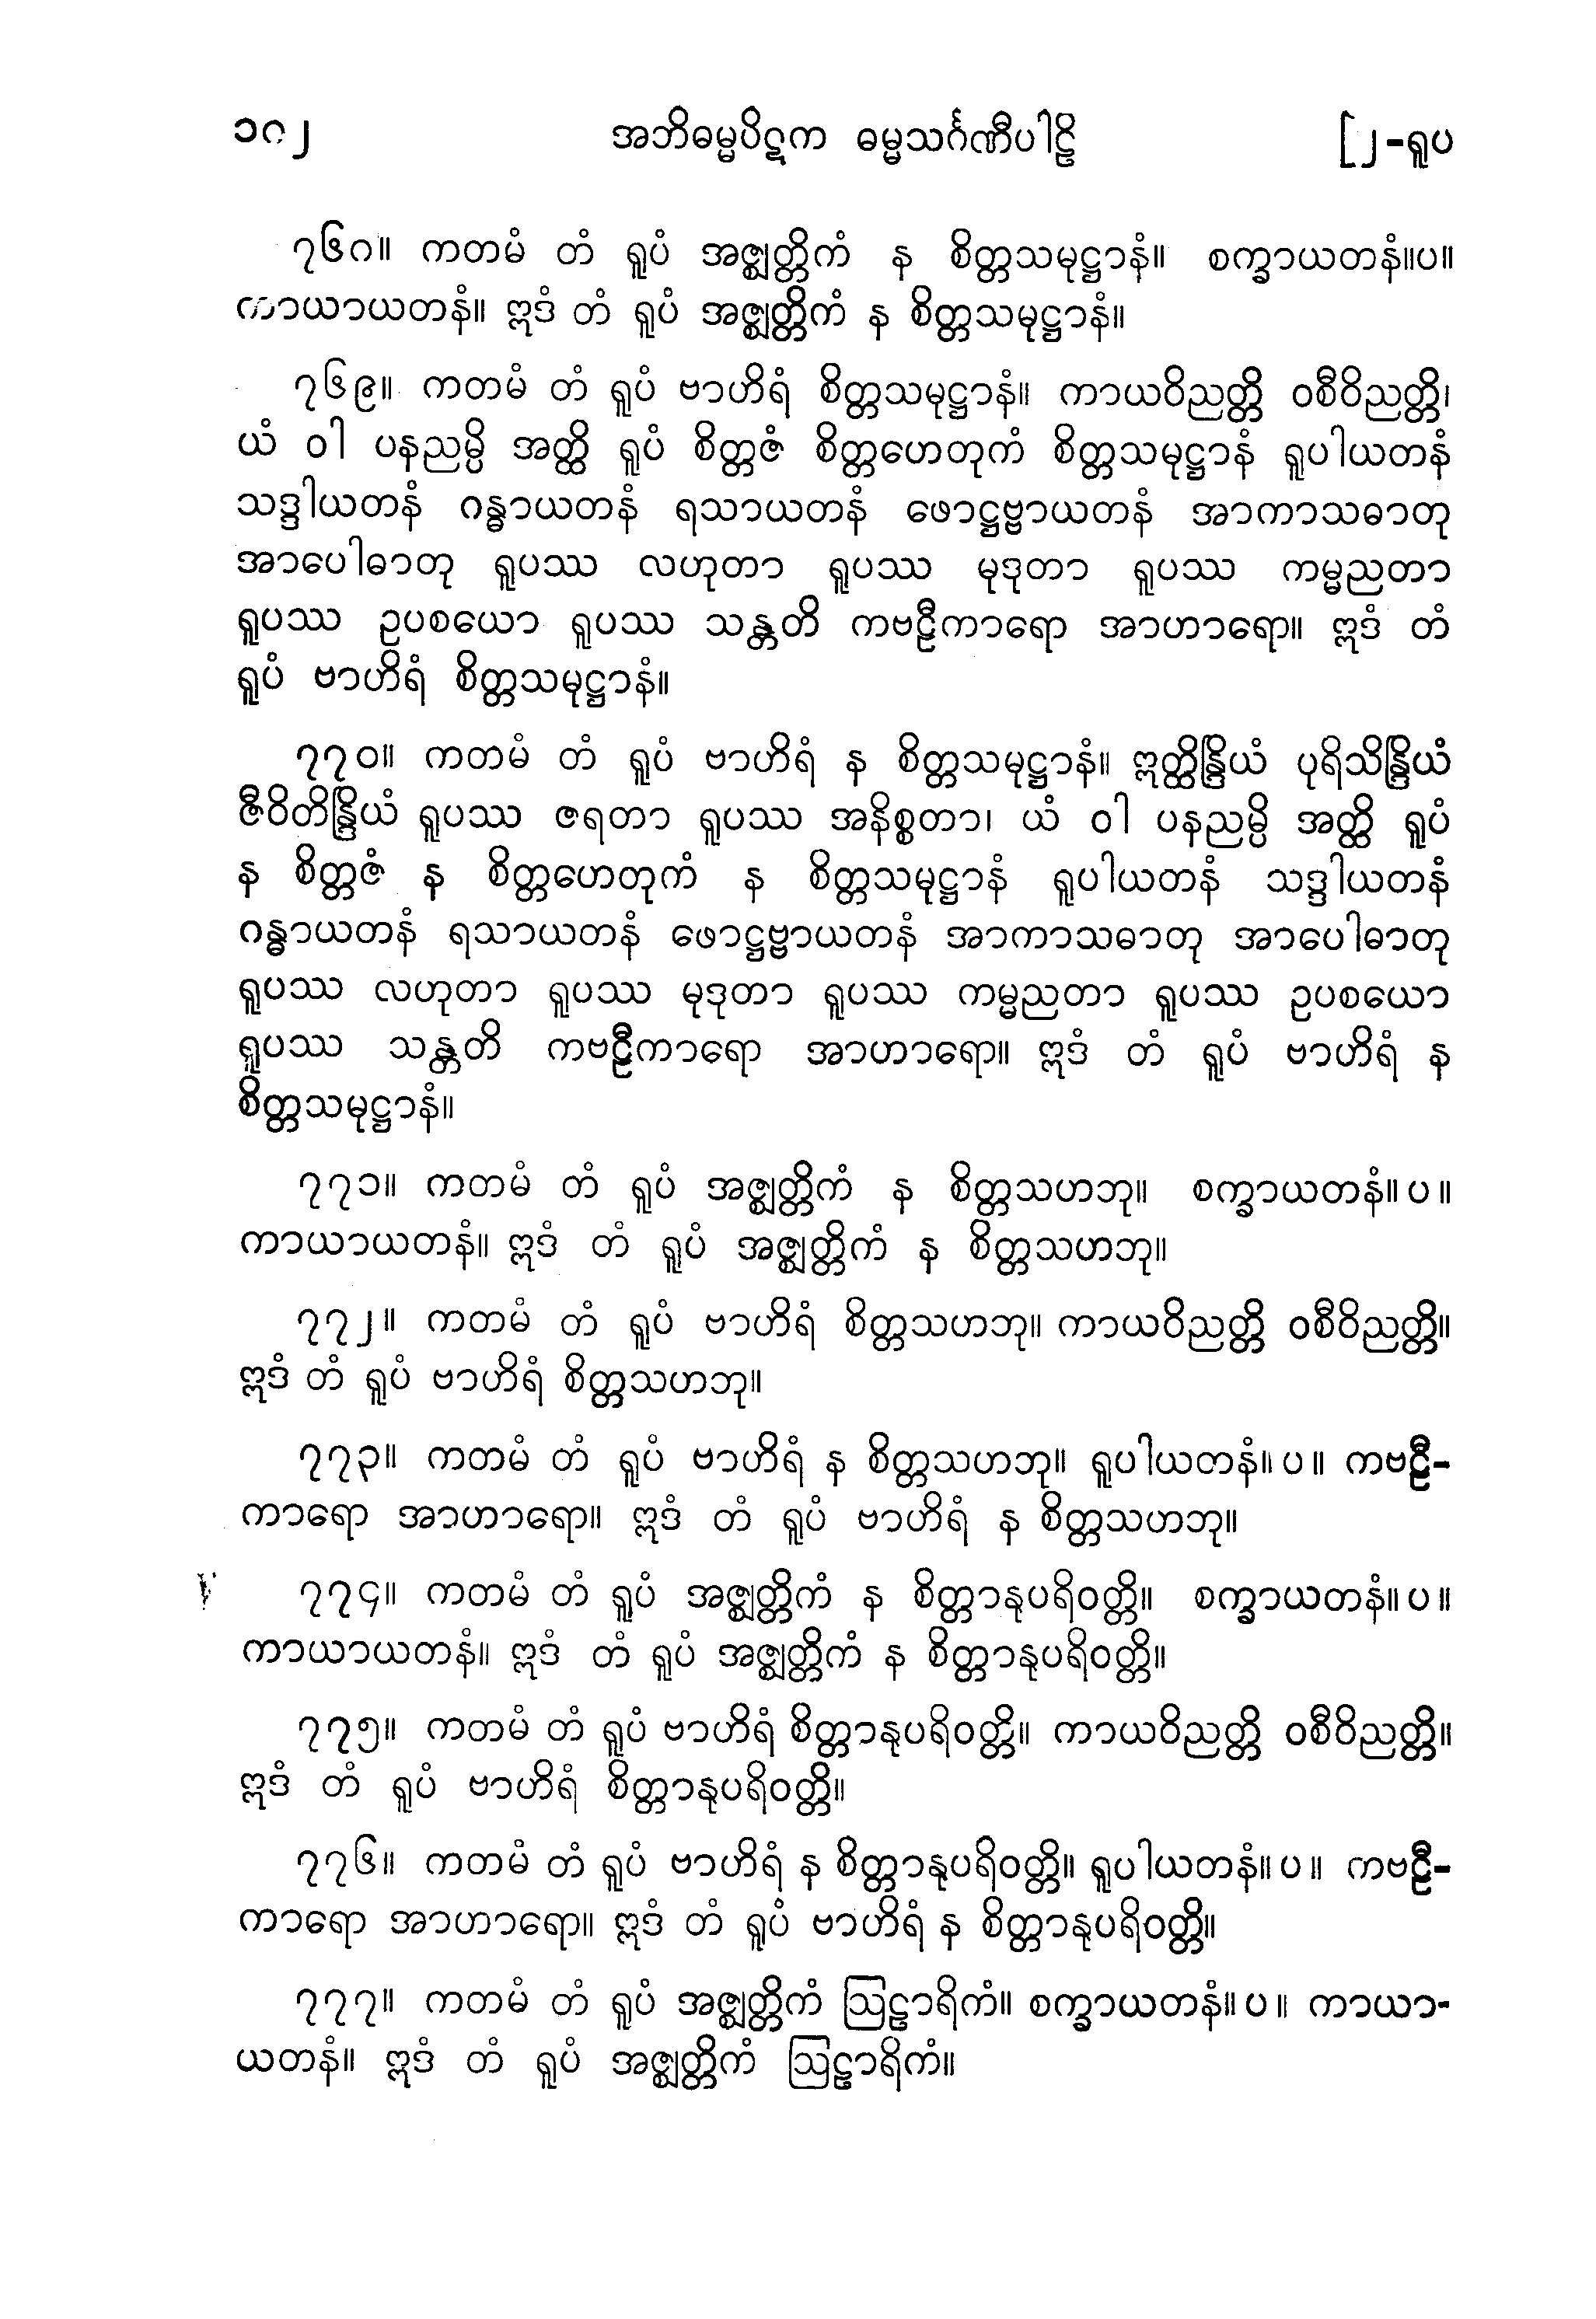 ၁၈၂ အဘိဓမ္မပိဋက ဓမ္မသင်္ဂဏီပါဠိ [၂-ရူပ
၇၆၈။ ကတမံ တံ ရူပံ အဇ္ဈတ္တိကံ န စိတ္တသမုဋ္ဌာနံ။ စက္ခာယတနံ။ပ။
ကာယာယတနံ။ ဣဒံ တံ ရူပံ အဇ္ဈတ္တိကံ န စိတ္တသမုဋ္ဌာနံ။
၇၆၉။ ကတမံ တံ ရူပံ ဗာဟိရံ စိတ္တသမုဋ္ဌာနံ။ ကာယဝိညတ္တိ ဝစီဝိညတ္တိ၊
ယံ ဝါ ပနညမ္ပိ အတ္ထိ ရူပံ စိတ္တဇံ စိတ္တဟေတုကံ စိတ္တသမုဋ္ဌာနံ ရူပါယတနံ
သဒ္ဒါယတနံ ဂန္ဓာယတနံ ရသာယတနံ ဖောဋ္ဌဗ္ဗာယတနံ အာကာသဓာတု
အာပေါဓာတု ရူပဿ လဟုတာ ရူပဿ မုဒုတာ ရူပဿ ကမ္မညတာ
ရူပဿ ဥပစယော ရူပဿ သန္တတိ ကဗဠီကာရော အာဟာရော။ ဣဒံ တံ
ရူပံ ဗာဟိရံ စိတ္တသမုဋ္ဌာနံ။
၇၇၀။ ကတမံ တံ ရူပံ ဗာဟိရံ န စိတ္တသမုဋ္ဌာနံ။ ဣတ္ထိန္ဒြိယံ ပုရိသိန္ဒြိယံ
ဇီဝိတိန္ဒြိယံ ရူပဿ ဇရတာ ရူပဿ အနိစ္စတာ၊ ယံ ဝါ ပနညမ္ပိ အတ္ထိ ရူပံ
န စိတ္တဇံ န စိတ္တဟေတုကံ န စိတ္တသမုဋ္ဌာနံ ရူပါယတနံ သဒ္ဒါယတနံ
ဂန္ဓာယတနံ ရသာယတနံ ဖောဋ္ဌဗ္ဗာယတနံ အာကာသဓာတု အာပေါဓာတု
ရူပဿ လဟုတာ ရူပဿ မုဒုတာ ရူပဿ ကမ္မညတာ ရူပဿ ဥပစယော
ရူပဿ သန္တတိ ကဗဠီကာရော အာဟာရော။ ဣဒံ တံ ရူပံ ဗာဟိရံ န
စိတ္တသမုဋ္ဌာနံ။
၇၇၁။ ကတမံ တံ ရူပံ အဇ္ဈတ္တိကံ န စိတ္တသဟဘု။ စက္ခာယတနံ။ပ။
ကာယာယတနံ။ ဣဒံ တံ ရူပံ အဇ္ဈတ္တိကံ န စိတ္တသဟဘု။
၇၇၂။ ကတမံ တံ ရူပံ ဗာဟိရံ စိတ္တသဟဘု။ ကာယဝိညတ္တိ ဝစီဝိညတ္တိ။
ဣဒံ တံ ရူပံ ဗာဟိရံ စိတ္တသဟဘု။
၇၇၃။ ကတမံ တံ ရူပံ ဗာဟိရံ န စိတ္တသဟဘု။ ရူပါယတနံ။ပ။ ကဗဠီ-
ကာရော အာဟာရော။ ဣဒံ တံ ရူပံ ဗာဟိရံ န စိတ္တသဟဘု။
၇၇၄။ ကတမံ တံ ရူပံ အဇ္ဈတ္တိကံ န စိတ္တာနုပရိဝတ္တိ။ စက္ခာယတနံ။ပ။
ကာယာယတနံ။ ဣဒံ တံ ရူပံ အဇ္ဈတ္တိကံ န စိတ္တာနုပရိဝတ္တိ။
၇၇၅။ ကတမံ တံ ရူပံ ဗာဟိရံ စိတ္တာနုပရိဝတ္တိ။ ကာယဝိညတ္တိ ဝစီဝိညတ္တိ။
ဣဒံ တံ ရူပံ ဗာဟိရံ စိတ္တာနုပရိဝတ္တိ။
၇၇၆။ ကတမံ တံ ရူပံ ဗာဟိရံ န စိတ္တာနုပရိဝတ္တိ။ ရူပါယတနံ။ပ။ ကဗဠီ-
ကာရော အာဟာရော။ ဣဒံ တံ ရူပံ ဗာဟိရံ န စိတ္တာနုပရိဝတ္တိ။
၇၇၇။ ကတမံ တံ ရူပံ အဇ္ဈတ္တိကံ ဩဠာရိကံ။ စက္ခာယတနံ။ပ။ ကာယာ-
ယတနံ။ ဣဒံ တံ ရူပံ အဇ္ဈတ္တိကံ ဩဠာရိကံ။